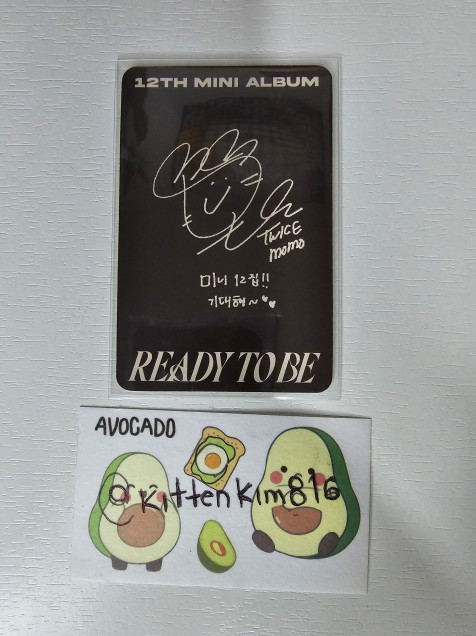 12TH MINI ALBUM
TWICE
MOMO
미니 12집!!
기대해~♥♥
READY TO BE
AVOCADO
@kittenkim816